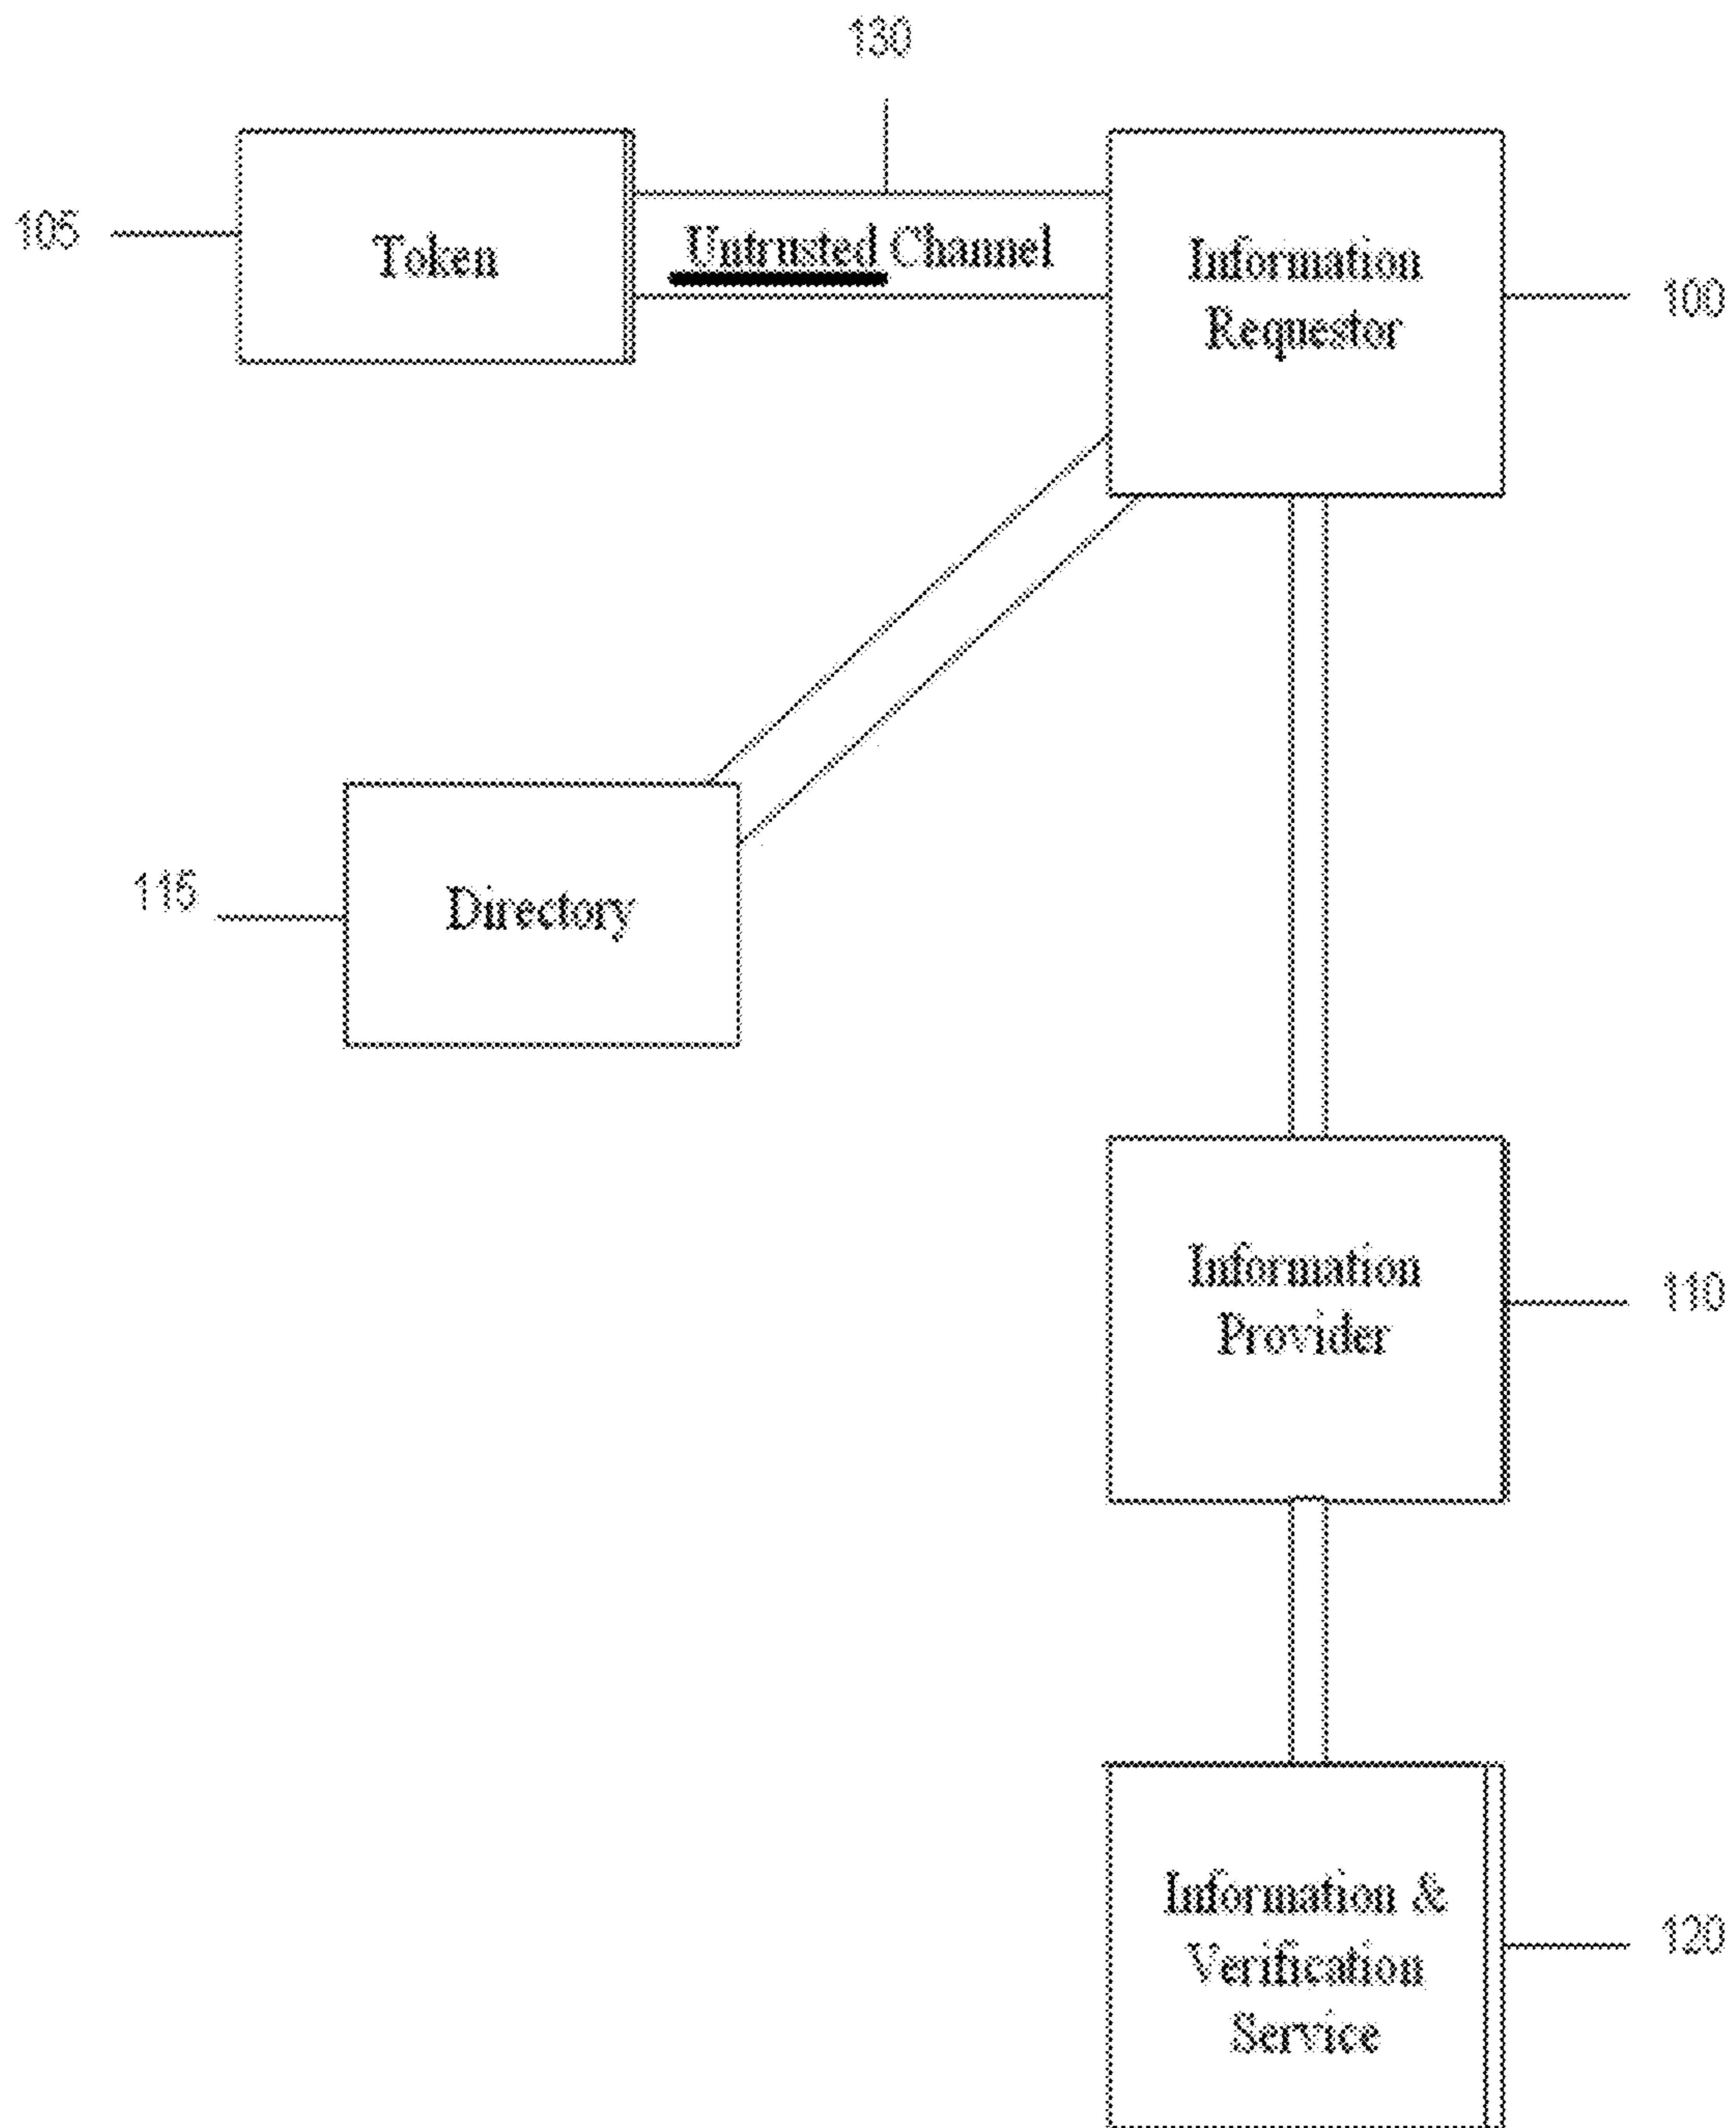 130
105
Token
Untrusted Channel
Information
Requestor
100
115
Directory
Information
Provider
110
Information &
Verification
Service
120